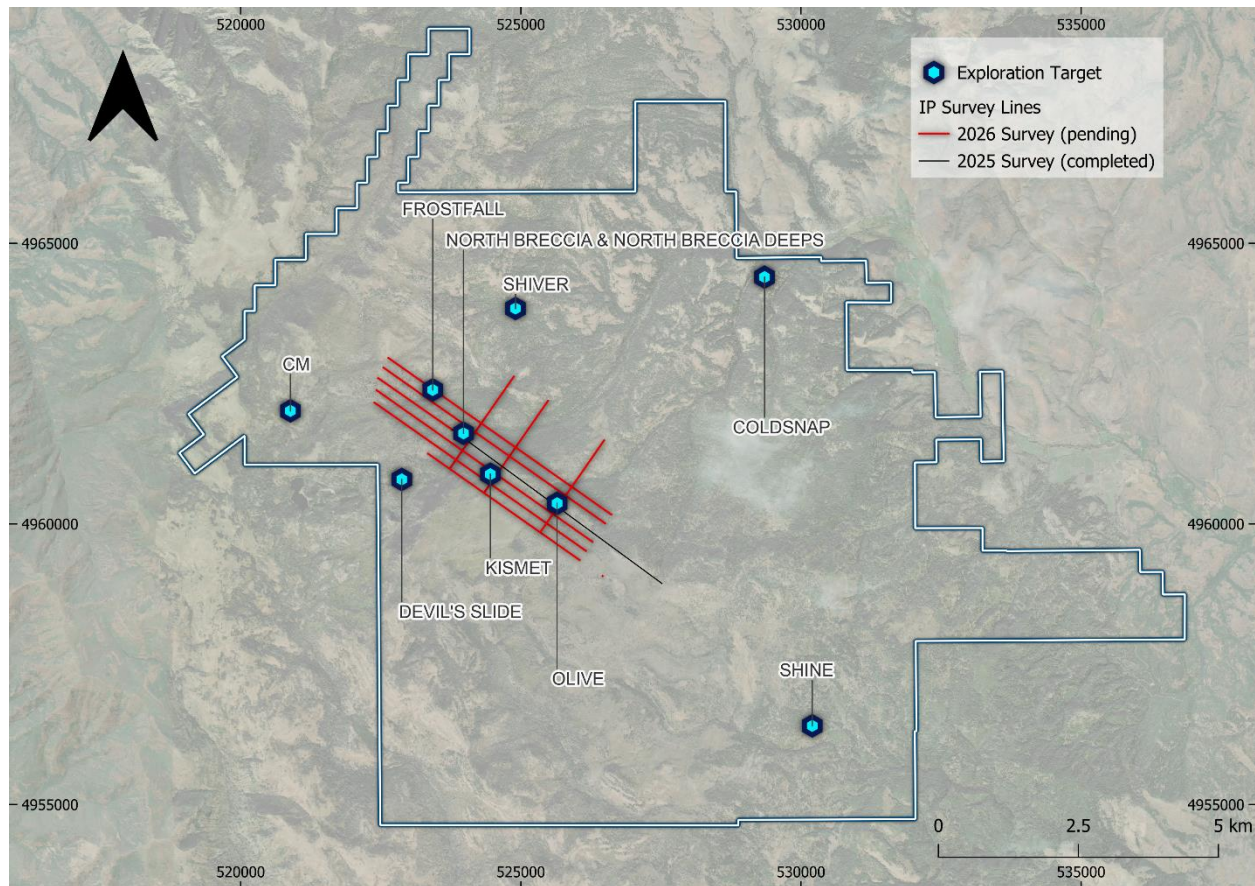 520000
525000
530000
535000
Exploration Target
IP Survey Lines
2026 Survey (pending)
2025 Survey (completed)
FROSTFALL
4965000
NORTH BRECCIA & NORTH BRECCIA DEEPS
4965000
SHIVER
CM
COLDSNAP
4960000
4960000
KISMET
DEVIL'S SLIDE
OLIVE
SHINE
4955000
4955000
0
2.5
5 km
520000
525000
530000
535000